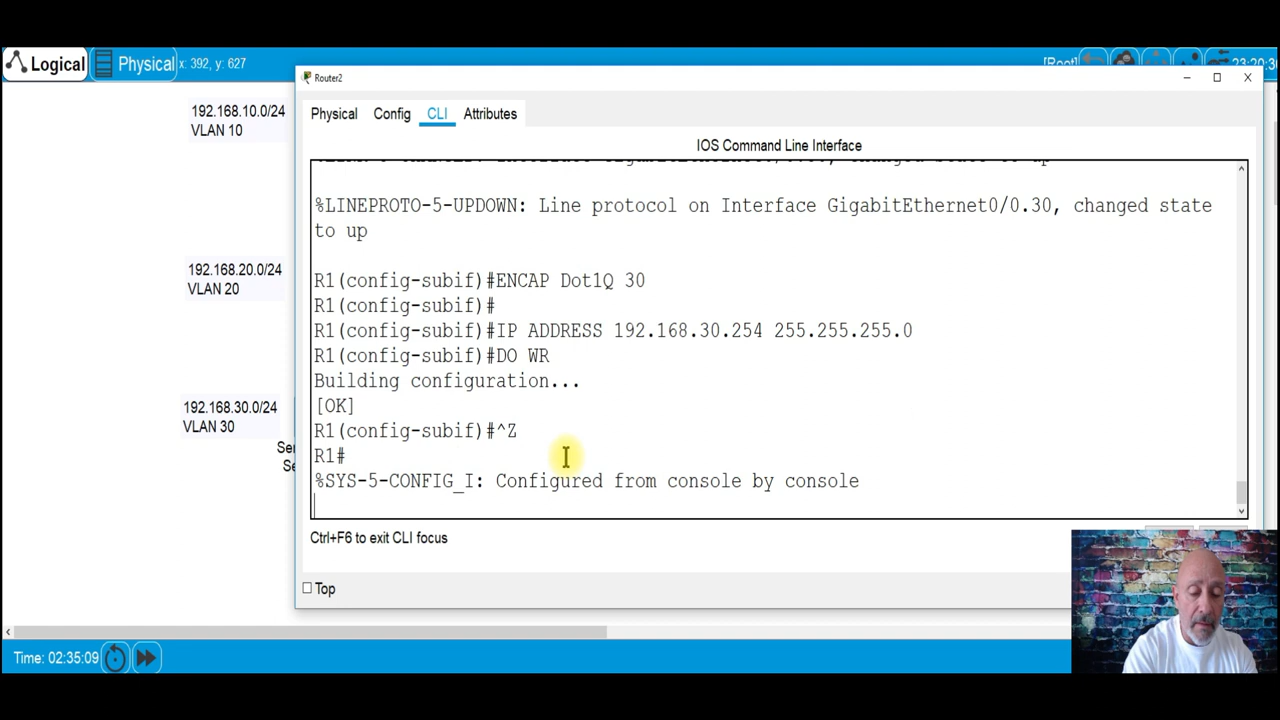 Logical
Physical
x: 392, y: 627
[Root]
Router2
Physical Config CLI Attributes
IOS Command Line Interface
192.168.10.0/24
VLAN 10
192.168.20.0/24
VLAN 20
192.168.30.0/24
VLAN 30
%LINEPROTO-5-UPDOWN: Line protocol on Interface GigabitEthernet0/0.30, changed state
to up
R1(config-subif)#ENCAP Dot1Q 30
R1(config-subif)#
R1(config-subif)#IP ADDRESS 192.168.30.254 255.255.255.0
R1(config-subif)#DO WR
Building configuration...
[OK]
R1(config-subif)#^Z
R1#
%SYS-5-CONFIG_I: Configured from console by console
Ctrl+F6 to exit CLI focus
Top
Time: 02:35:09